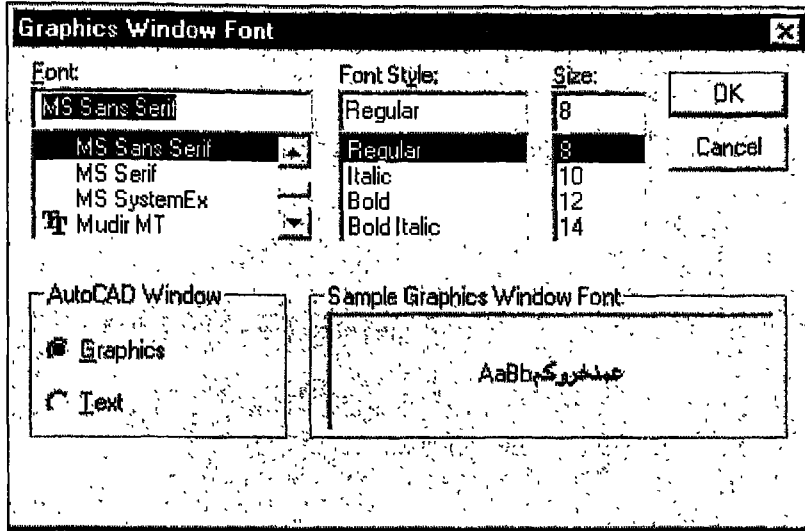 Graphics Window Font
Font: Font Style: Size:
MS Sans Serif Regular 8 OK
MS Sans Serif Regular 8 Cancel
MS Serif Italic 10
MS SystemEx Bold 12
Mudir MT Bold Italic 14
AutoCAD Window Sample Graphics Window Font
Graphics
AaBb
Text